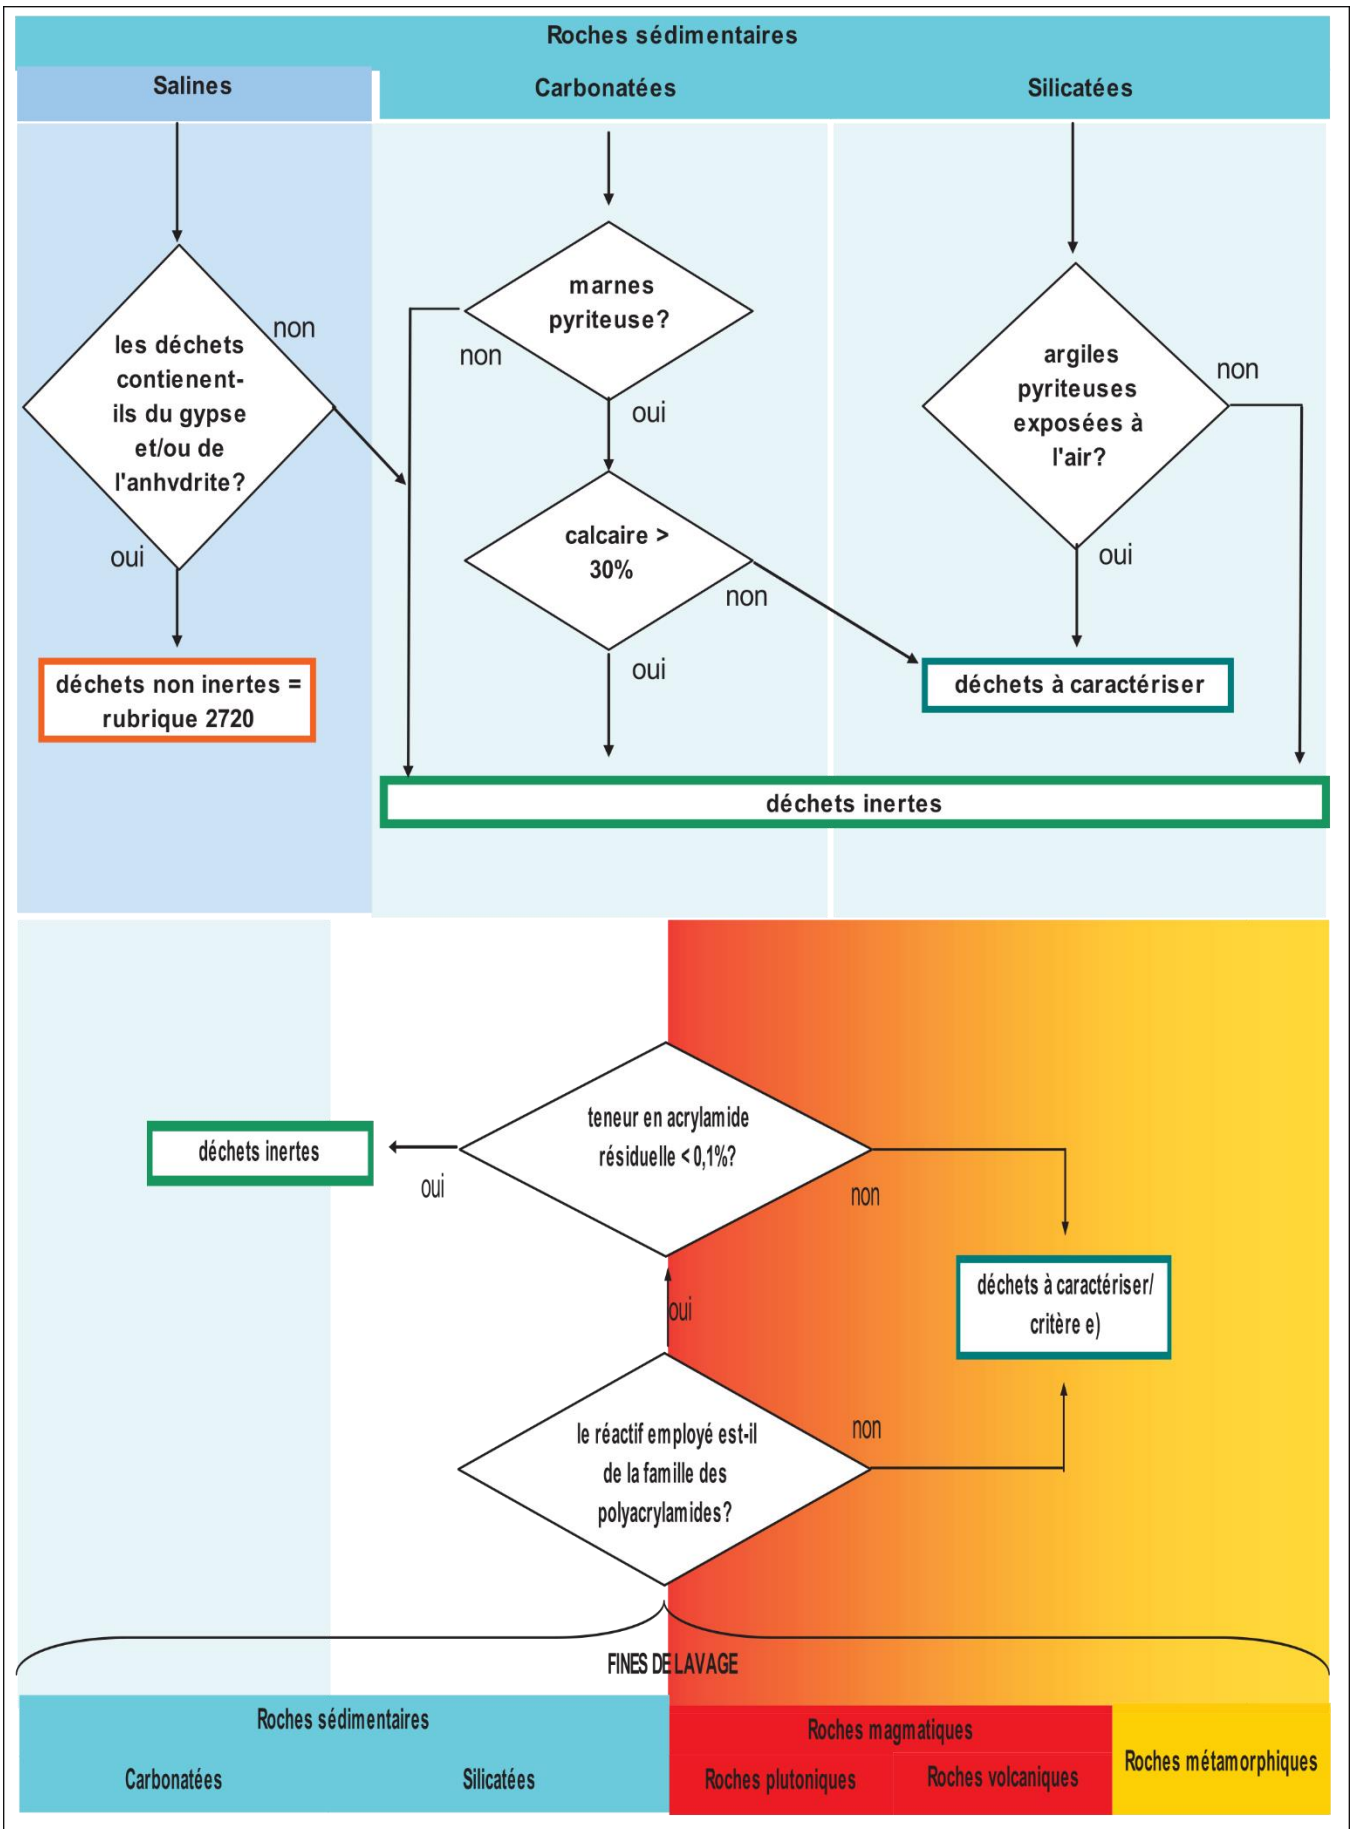 Roches sédimentaires
Salines
Carbonatées
Silicatées
les déchets
contienent-
ils du gypse
et/ou de
l'anhvdrite?
non
oui
déchets non inertes =
rubrique 2720
marnes
pyriteuse?
non
oui
calcaire >
30%
non
oui
argiles
pyriteuses
exposées à
l'air?
non
oui
déchets à caractériser
déchets inertes
teneur en acrylamide
résiduelle < 0,1%?
déchets inertes
oui
non
déchets à caractériser/
critère e)
oui
le réactif employé est-il
de la famille des
polyacrylamides?
non
FINES DE LAVAGE
Roches sédimentaires
Carbonatées
Silicatées
Roches magmatiques
Roches plutoniques
Roches volcaniques
Roches métamorphiques